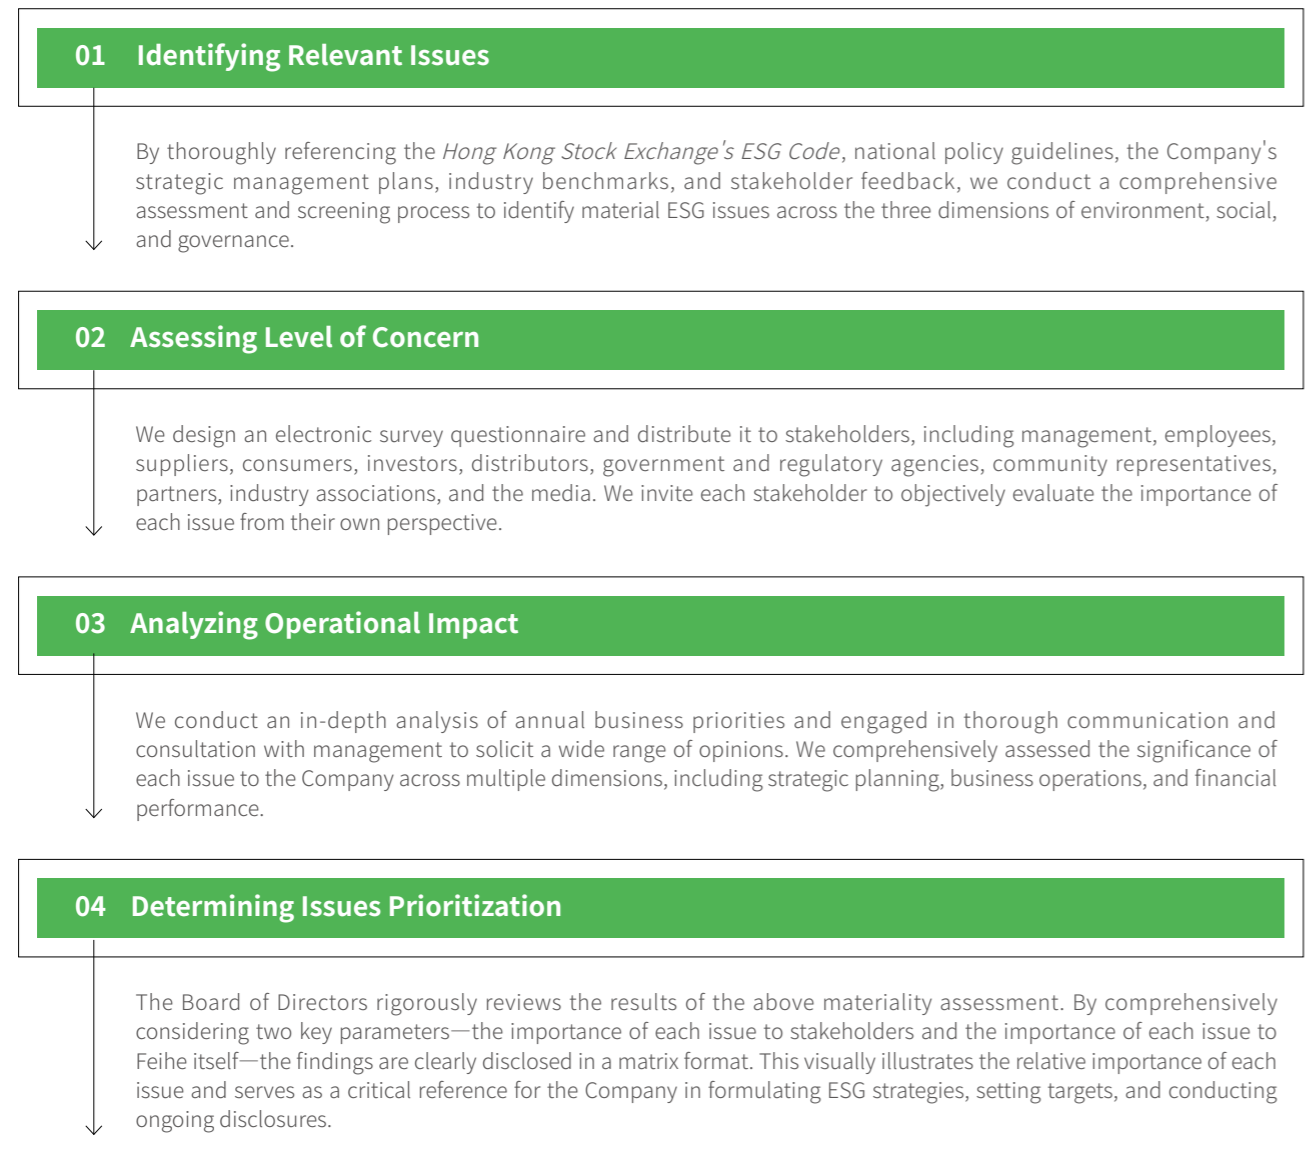 01 Identifying Relevant Issues
By thoroughly referencing the Hong Kong Stock Exchange's ESG Code, national policy guidelines, the Company's
strategic management plans, industry benchmarks, and stakeholder feedback, we conduct a comprehensive
assessment and screening process to identify material ESG issues across the three dimensions of environment, social,
and governance.
02 Assessing Level of Concern
We design an electronic survey questionnaire and distribute it to stakeholders, including management, employees,
suppliers, consumers, investors, distributors, government and regulatory agencies, community representatives,
partners, industry associations, and the media. We invite each stakeholder to objectively evaluate the importance of
each issue from their own perspective.
03 Analyzing Operational Impact
We conduct an in-depth analysis of annual business priorities and engaged in thorough communication and
consultation with management to solicit a wide range of opinions. We comprehensively assessed the significance of
each issue to the Company across multiple dimensions, including strategic planning, business operations, and financial
performance.
04 Determining Issues Prioritization
The Board of Directors rigorously reviews the results of the above materiality assessment. By comprehensively
considering two key parameters—the importance of each issue to stakeholders and the importance of each issue to
Feihe itself—the findings are clearly disclosed in a matrix format. This visually illustrates the relative importance of each
issue and serves as a critical reference for the Company in formulating ESG strategies, setting targets, and conducting
ongoing disclosures.